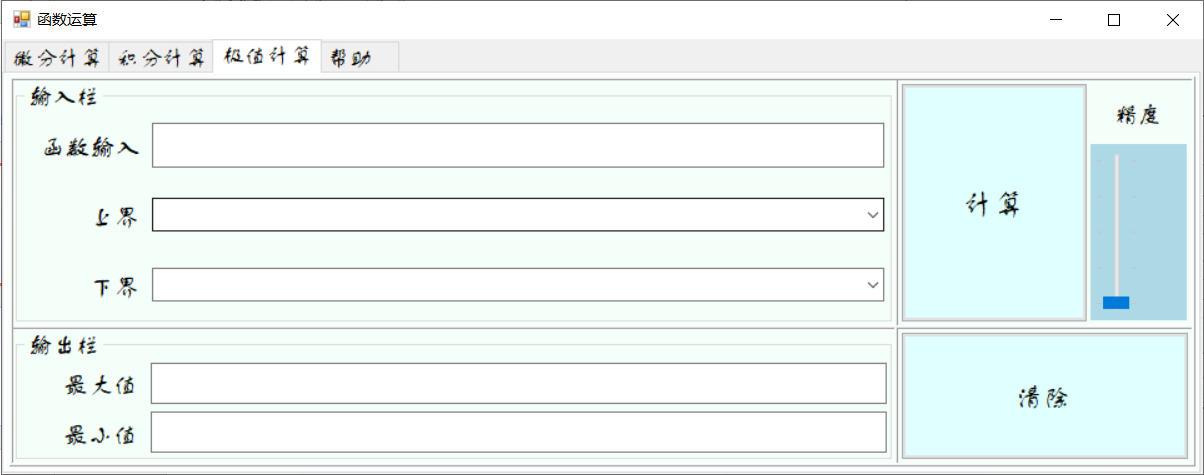 函数运算
微分计算 积分计算 极值计算 帮助
输入栏
函数输入
上界
下界
计算
精度
输出栏
最大值
最小值
清除